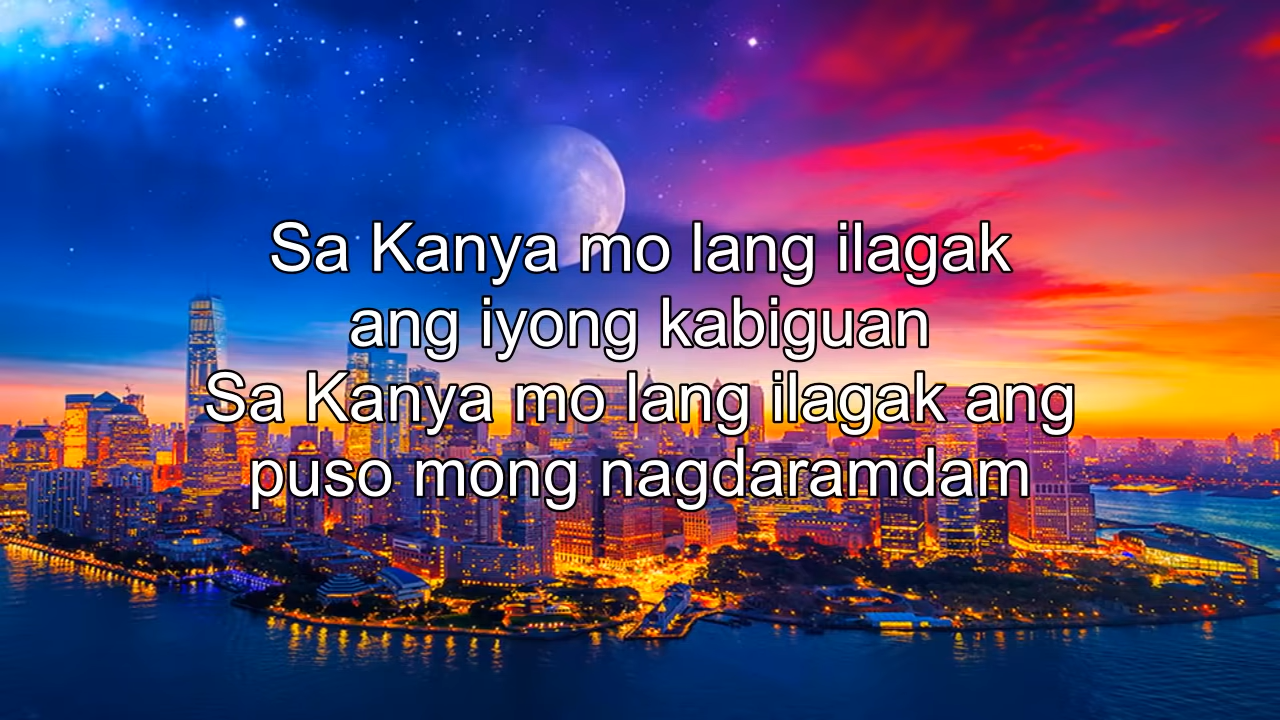 Sa Kanya mo lang ilagak
ang iyong kabiguan
Sa Kanya mo lang ilagak ang
puso mong nagdaramdam